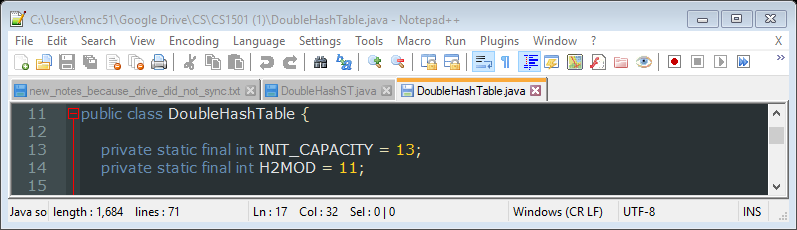 C:\Users\kmc51\Google Drive\CS\CS1501 (1)\DoubleHashTable.java - Notepad++
File Edit Search View Encoding Language Settings Tools Macro Run Plugins Window ? X
new_notes_because_drive_did_not_sync.txt DoubleHashST.java DoubleHashTable.java
11 public class DoubleHashTable {
12
13 private static final int INIT_CAPACITY = 13;
14 private static final int H2MOD = 11;
15
Java so length : 1,684 lines : 71 Ln : 17 Col : 32 Sel : 0 | 0 Windows (CR LF) UTF-8 INS